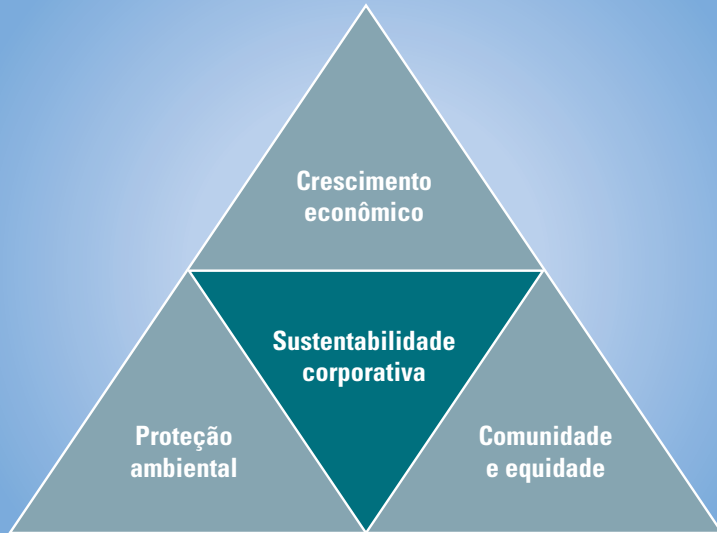 Crescimento
econômico
Sustentabilidade
corporativa
Proteção
ambiental
Comunidade
e equidade